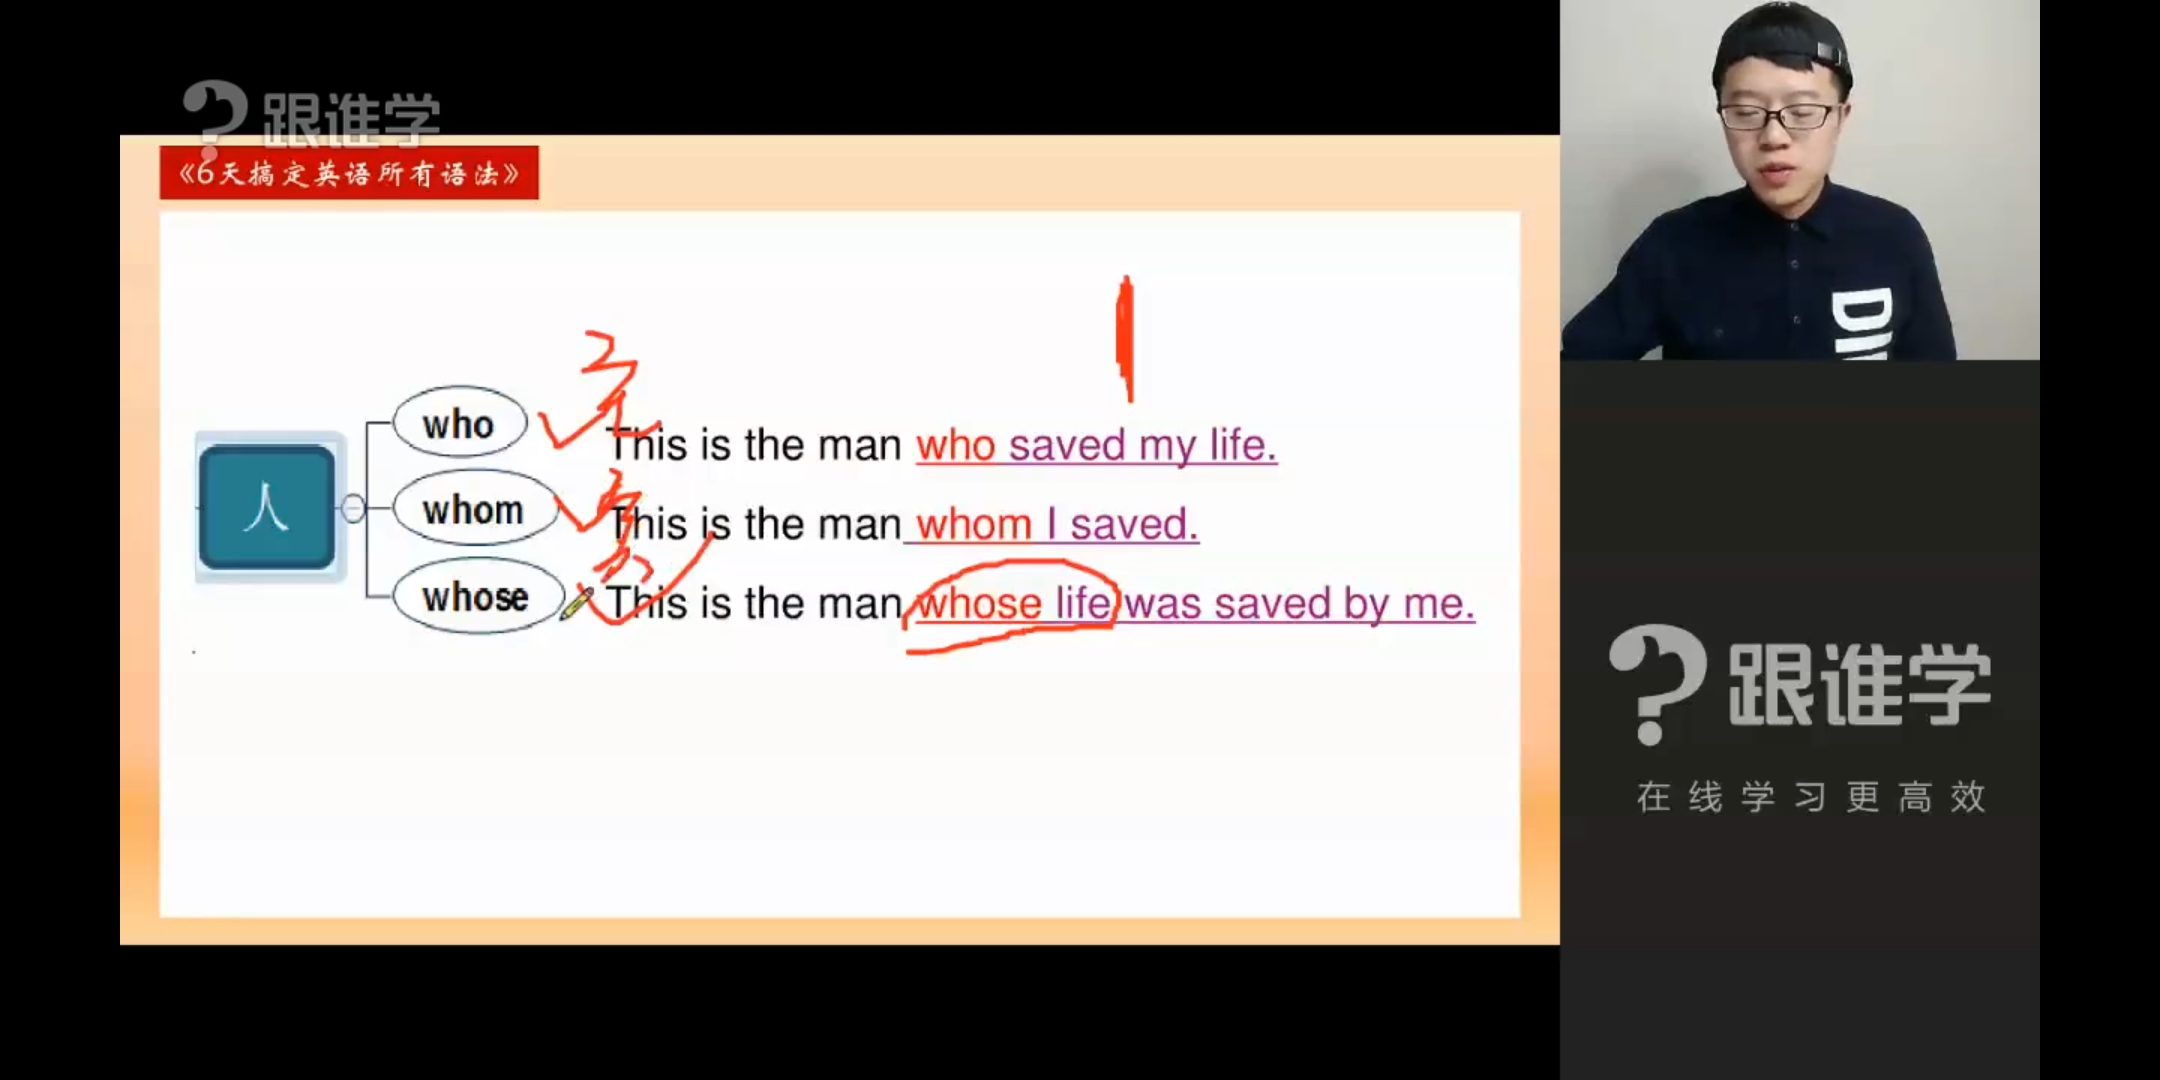 跟谁学
《6天搞定英语所有语法》
人
who
whom
whose
This is the man who saved my life.
This is the man whom I saved.
This is the man whose life was saved by me.
DI
跟谁学
在线学习更高效